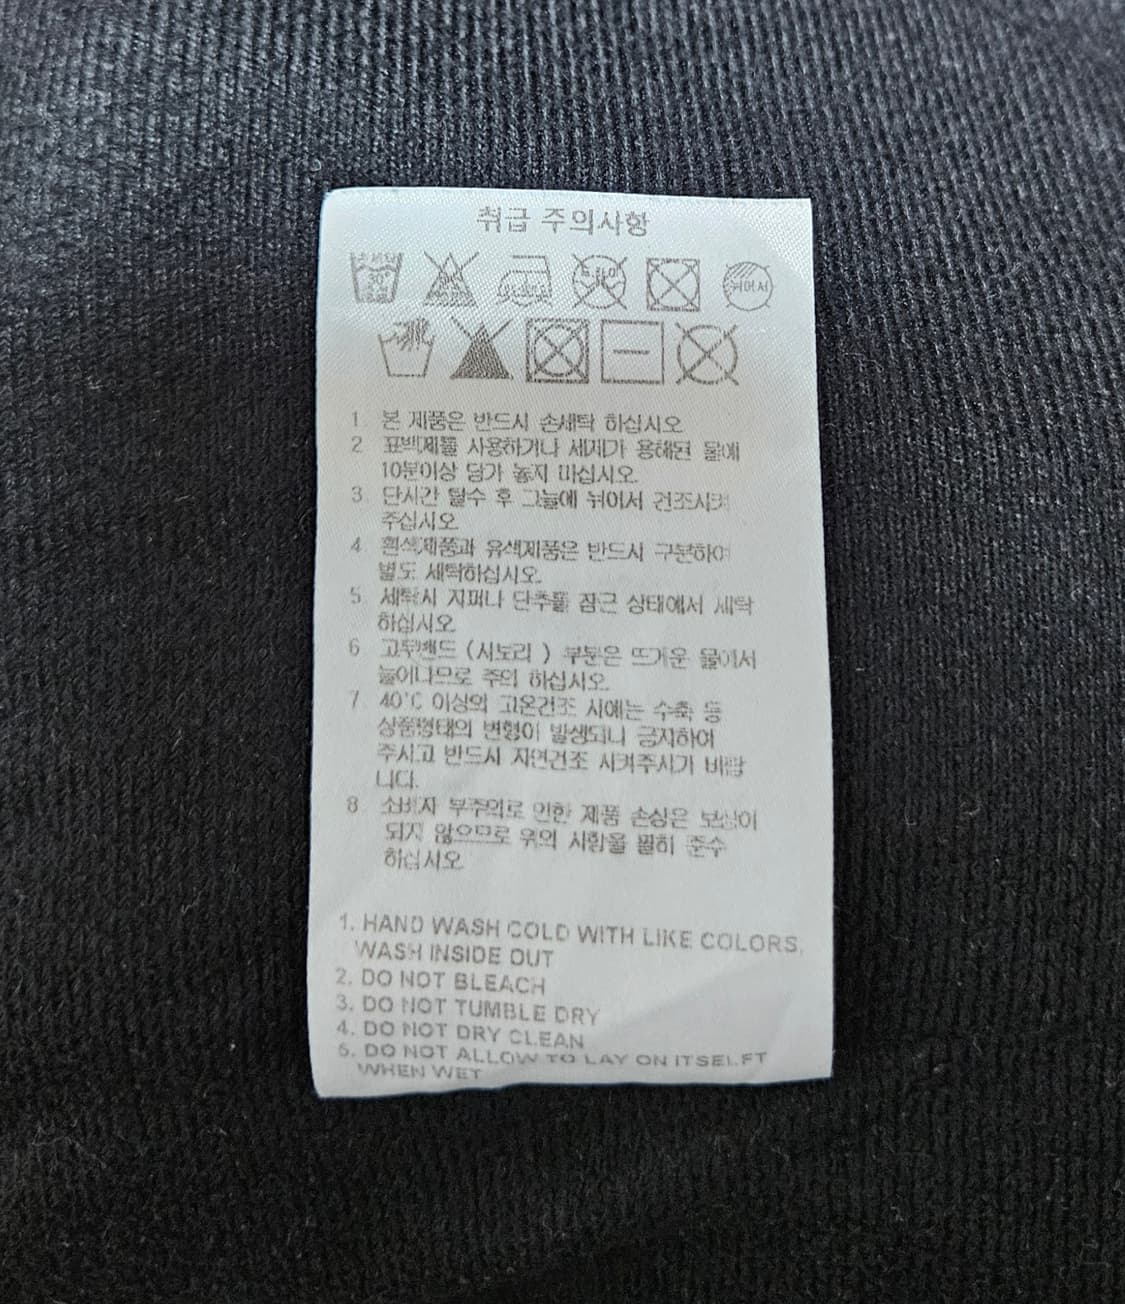 취급 주의사항
30
드라이
뉘어서
1. 본 제품은 반드시 손세탁 하십시오
2 표백제를 사용하거나 세제가 용해된 물에
10분이상 담가 놓지 마십시오.
3. 단시간 탈수 후 그늘에 뉘어서 건조시켜
주십시오
4 흰색제품과 유색제품은 반드시 구분하여
별도 세탁하십시오.
5 세탁시 지퍼나 단추를 잠근 상태에서 세탁
하십시오
6 고무밴드 (시보리 ) 부분은 뜨거운 물에서
늘어나므로 주의 하십시오.
7. 40°C 이상의 고온건조 시에는 수축 등
상품형태의 변형이 발생되니 금지하여
주시고 반드시 자연건조 시켜주시기 바랍
니다.
8 소비자 부주의로 인한 제품 손상은 보상이
되지 않으므로 위의 사항을 필히 준수
하십시오
1. HAND WASH COLD WITH LIKE COLORS,
WASH INSIDE OUT
2. DO NOT BLEACH
3. DO NOT TUMBLE DRY
4. DO NOT DRY CLEAN
5. DO NOT ALLOW TO LAY ON ITSELFT
WHEN WET